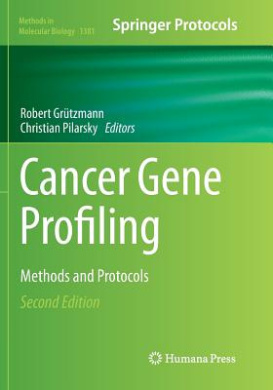 Methods in
Molecular Biology 1381
Springer Protocols
Robert Grützmann
Christian Pilarsky Editors
Cancer Gene
Profiling
Methods and Protocols
Second Edition
Humana Press